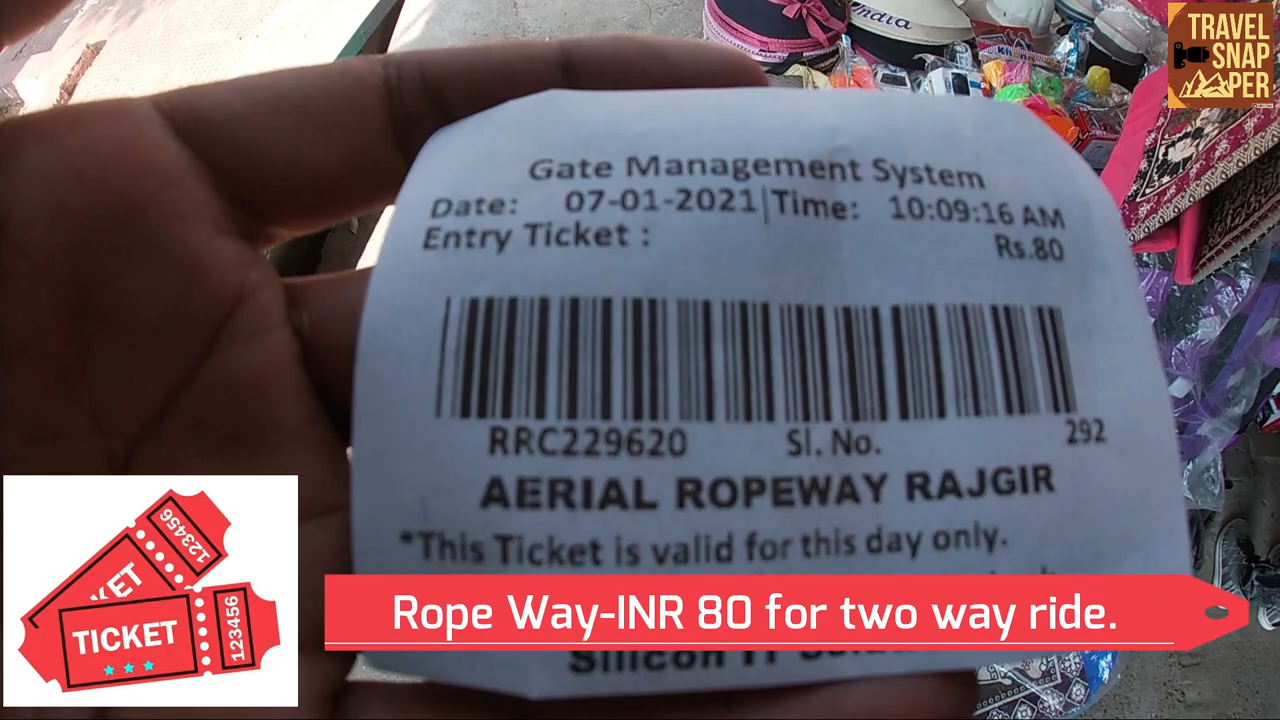 India
TRAVEL
SNAP
PER
Gate Management System
Date: 07-01-2021 Time: 10:09:16 AM
Entry Ticket : Rs.80
RRC229620 Sl. No. 292
AERIAL ROPEWAY RAJGIR
*This Ticket is valid for this day only.
Rope Way-INR 80 for two way ride.
Silicon IT
123456
KET
TICKET
123456